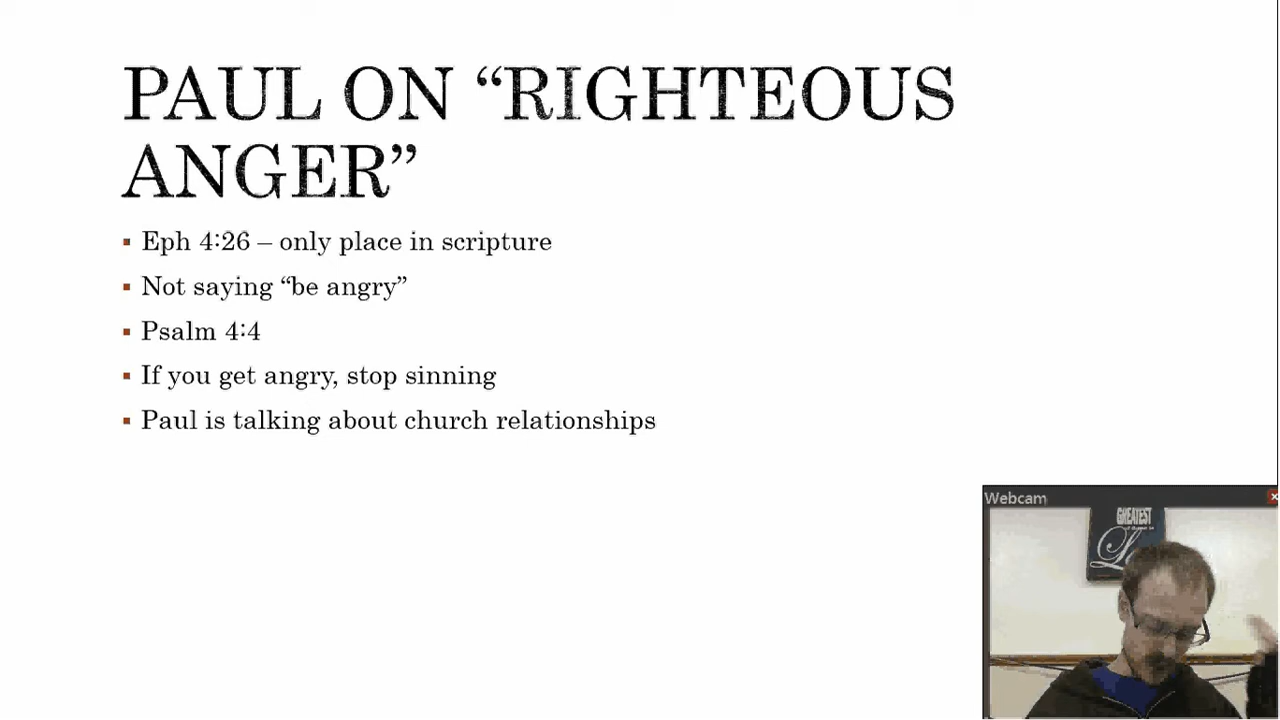 PAUL ON “RIGHTEOUS
ANGER”
Eph 4:26 – only place in scripture
Not saying “be angry”
Psalm 4:4
If you get angry, stop sinning
Paul is talking about church relationships
Webcam
GREATEST